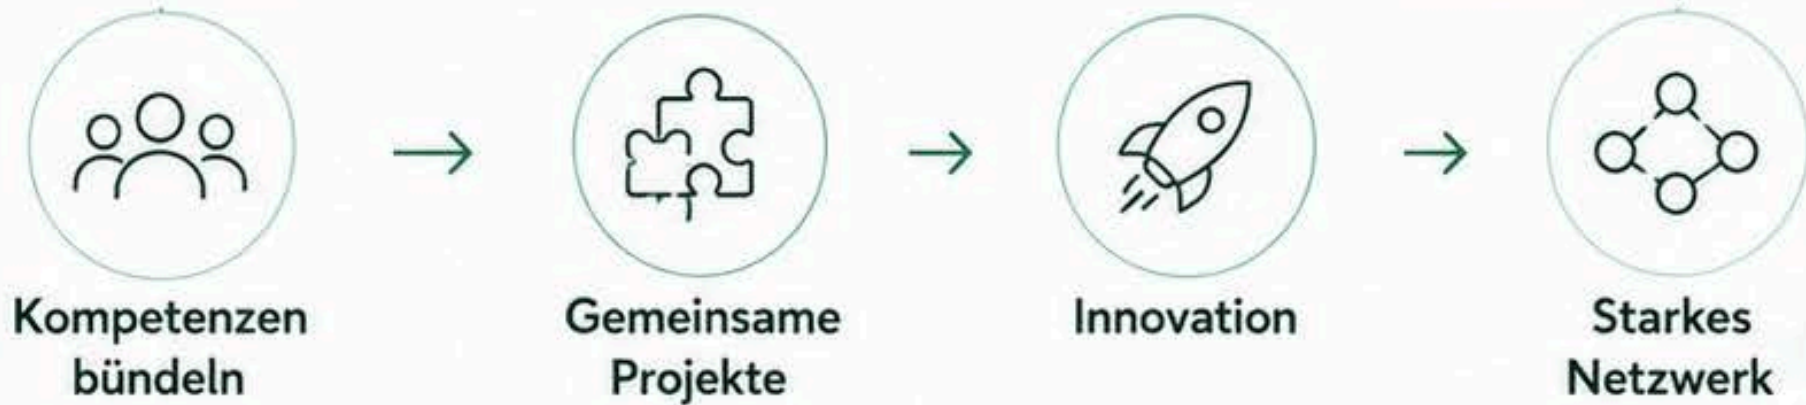 Kompetenzen
bündeln
Gemeinsame
Projekte
Innovation
Starkes
Netzwerk